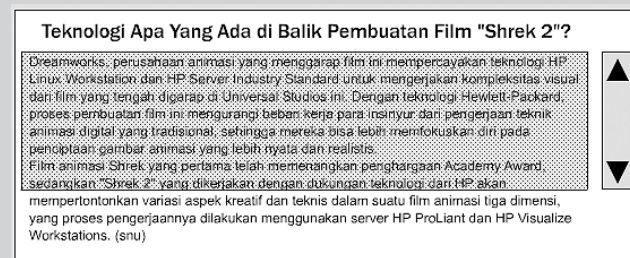 Teknologi Apa Yang Ada di Balik Pembuatan Film "Shrek 2"?
Dreamworks, perusahaan animasi yang menggarap film ini mempercayakan teknologi HP
Linux Workstation dan HP Server Industry Standard untuk mengerjakan kompleksitas visual
dari film yang tengah digarap di Universal Studios ini. Dengan teknologi Hewlett-Packard,
proses pembuatan film ini mengurangi beban kerja para insinyur dari pengerjaan teknik
animasi digital yang tradisional, sehingga mereka bisa lebih memfokuskan diri pada
penciptaan gambar animasi yang lebih nyata dan realistis.
Film animasi Shrek yang pertama telah memenangkan penghargaan Academy Award,
sedangkan "Shrek 2" yang dikerjakan dengan dukungan teknologi dari HP akan
mempertontonkan variasi aspek kreatif dan teknis dalam suatu film animasi tiga dimensi,
yang proses pengerjaannya dilakukan menggunakan server HP ProLiant dan HP Visualize
Workstations. (snu)